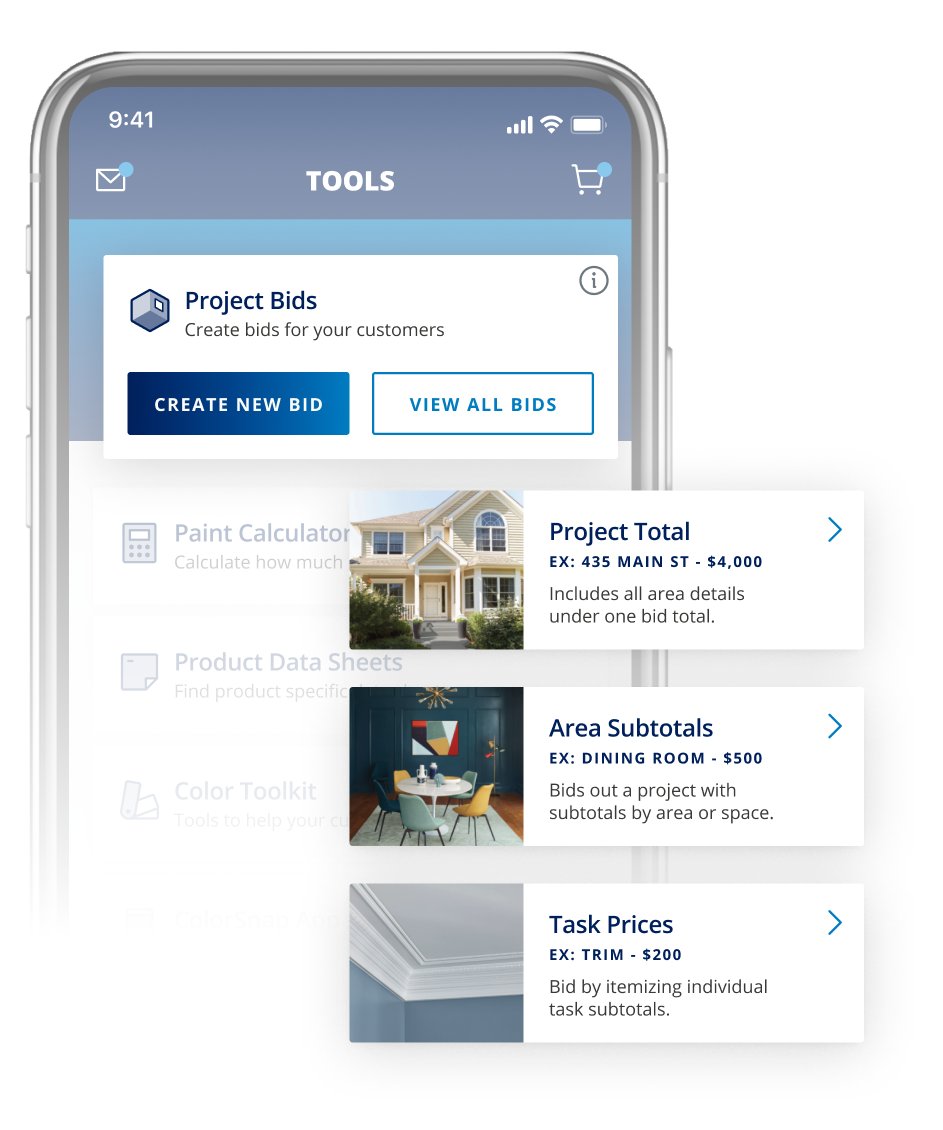 9:41
TOOLS
Project Bids
Create bids for your customers
CREATE NEW BID
VIEW ALL BIDS
Paint Calculator
Calculate how much
Product Data Sheets
Find product specific
Color Toolkit
Tools to help your cu
ColorSnap
Project Total
EX: 435 MAIN ST - $4,000
Includes all area details
under one bid total.
Area Subtotals
EX: DINING ROOM - $500
Bids out a project with
subtotals by area or space.
Task Prices
EX: TRIM - $200
Bid by itemizing individual
task subtotals.